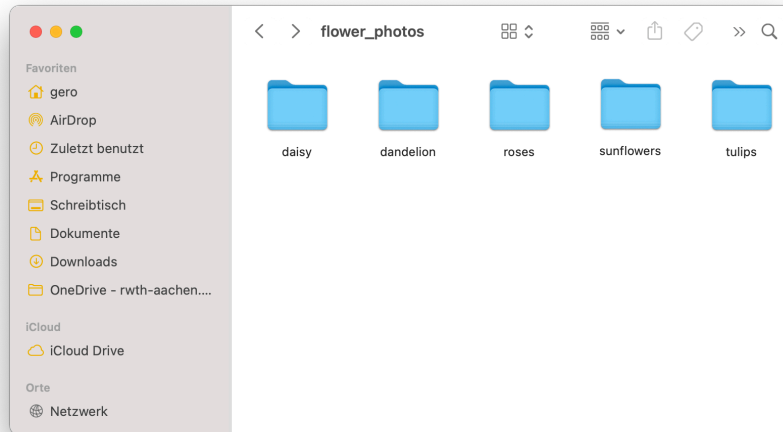 flower_photos
Favoriten
gero
AirDrop
Zuletzt benutzt
Programme
Schreibtisch
Dokumente
Downloads
OneDrive - rwth-aachen....
iCloud
iCloud Drive
Orte
Netzwerk
daisy
dandelion
roses
sunflowers
tulips